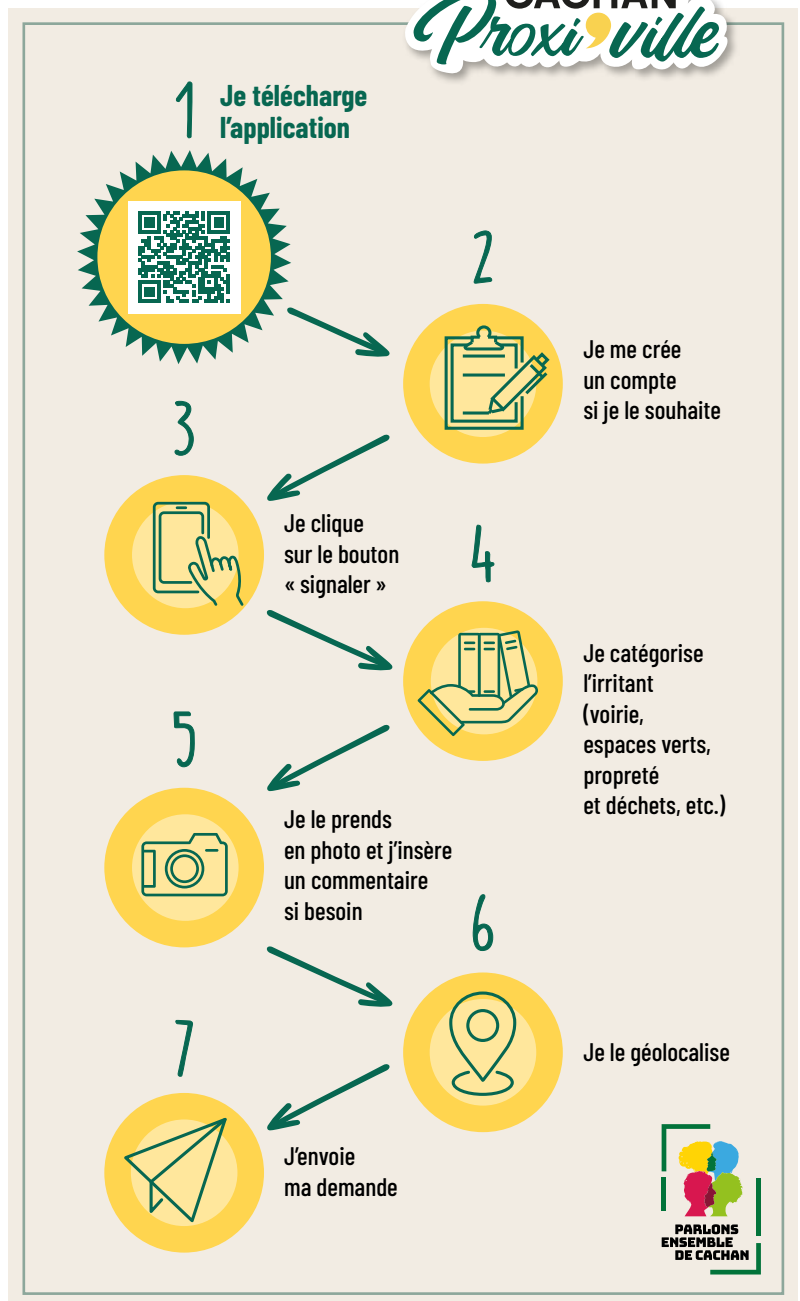 CACHAN
Proxi'ville
1
Je télécharge
l'application
2
Je me crée
un compte
si je le souhaite
3
Je clique
sur le bouton
« signaler »
4
Je catégorise
l'irritant
(voirie,
espaces verts,
propreté
et déchets, etc.)
5
Je le prends
en photo et j'insère
un commentaire
si besoin
6
Je le géolocalise
7
J'envoie
ma demande
PARLONS
ENSEMBLE
DE CACHAN